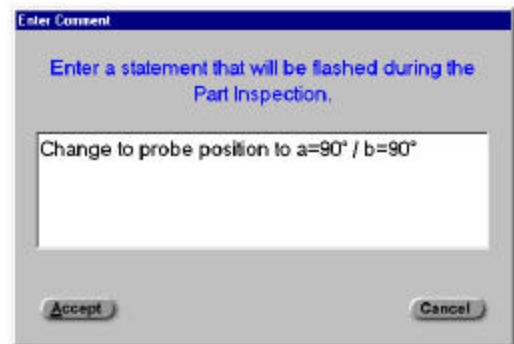 Enter Comment
Enter a statement that will be flashed during the
Part Inspection.
Change to probe position to a=90° / b=90°
Accept
Cancel